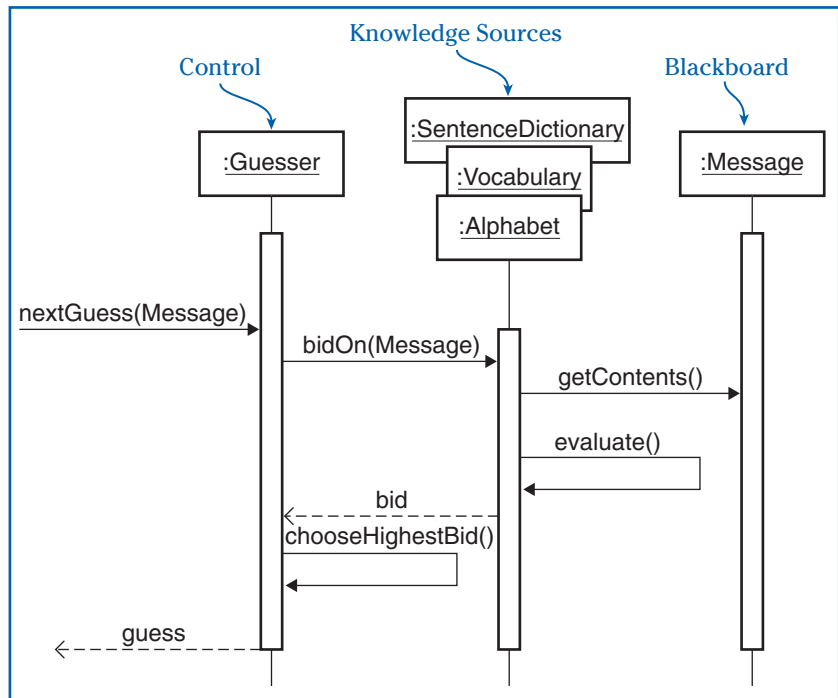 Knowledge Sources
Control
Blackboard
:SentenceDictionary
:Guesser
:Vocabulary
:Message
:Alphabet
nextGuess(Message)
bidOn(Message)
getContents()
evaluate()
bid
chooseHighestBid()
guess